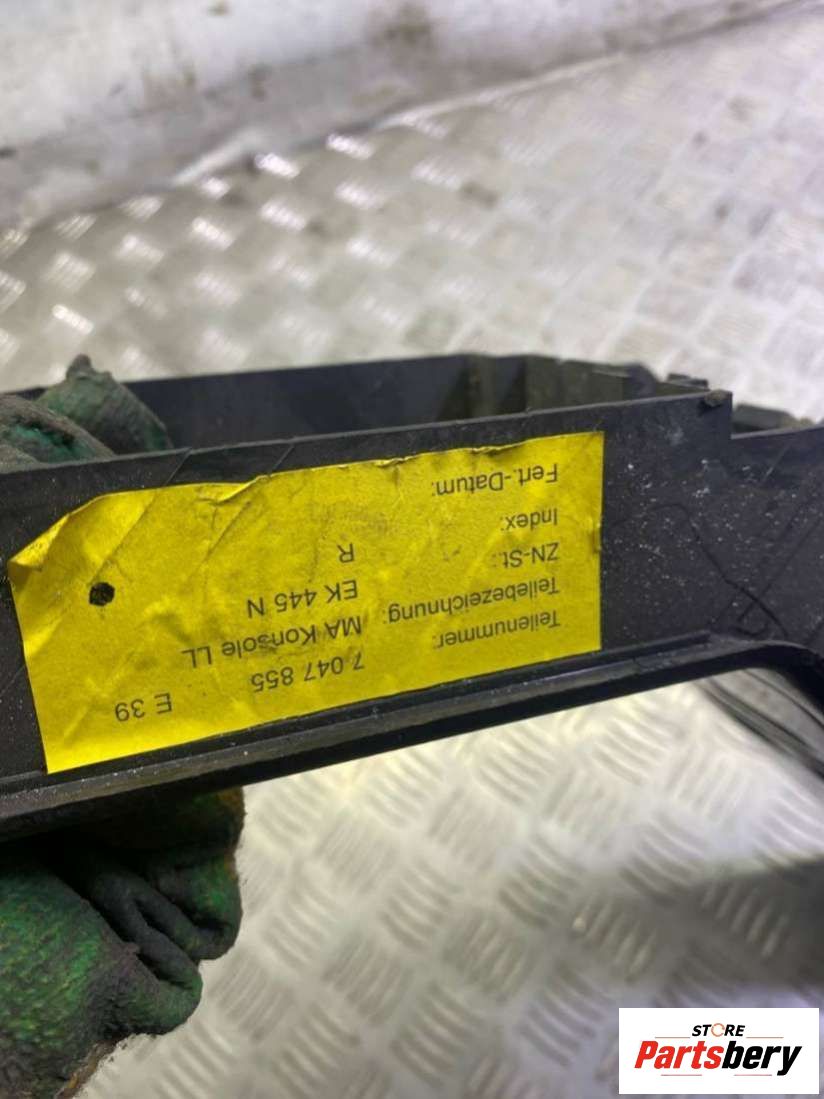 Teilenummer: 7 047 855 E 39
Teilebezeichnung: MA Konsole LL
ZN-St.: EK 445 N
Index: R
Fert.-Datum:
STORE
Partsbery